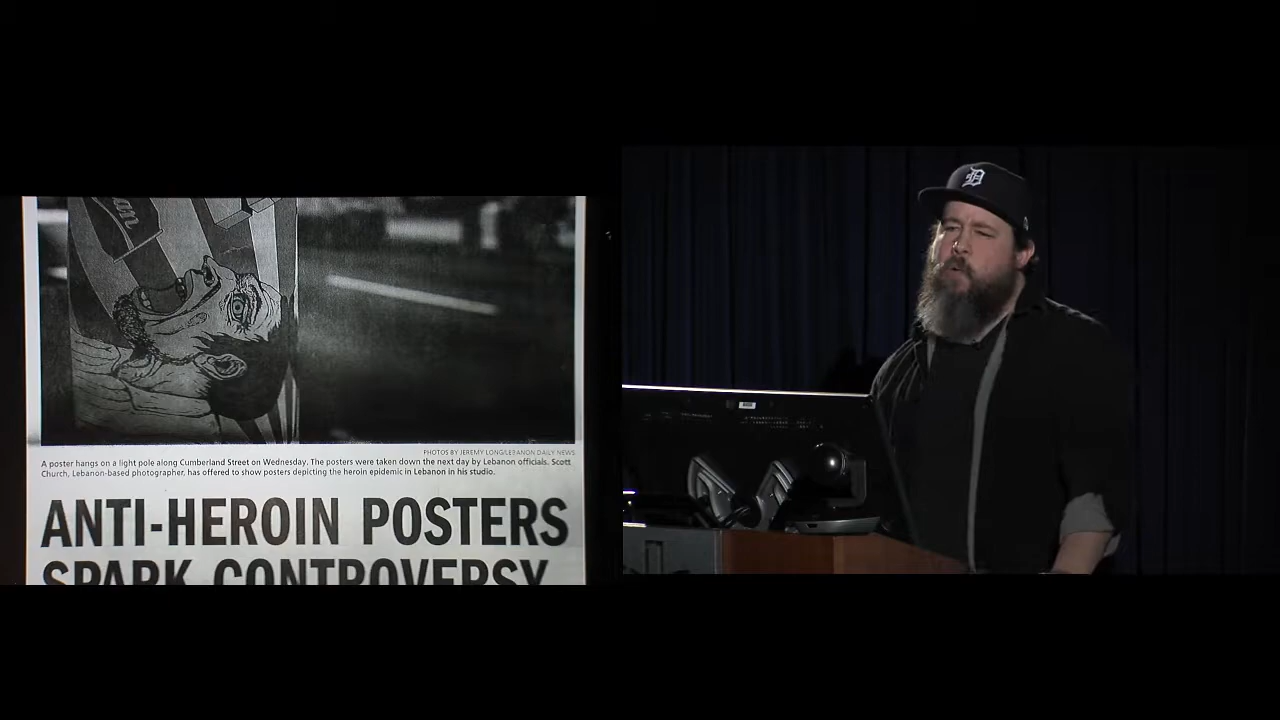 PHOTOS BY JEREMY LONG/LEBANON DAILY NEWS
A poster hangs on a light pole along Cumberland Street on Wednesday. The posters were taken down the next day by Lebanon officials. Scott
Church, Lebanon-based photographer, has offered to show posters depicting the heroin epidemic in Lebanon in his studio.
ANTI-HEROIN POSTERS
SPARK CONTROVERSY
D